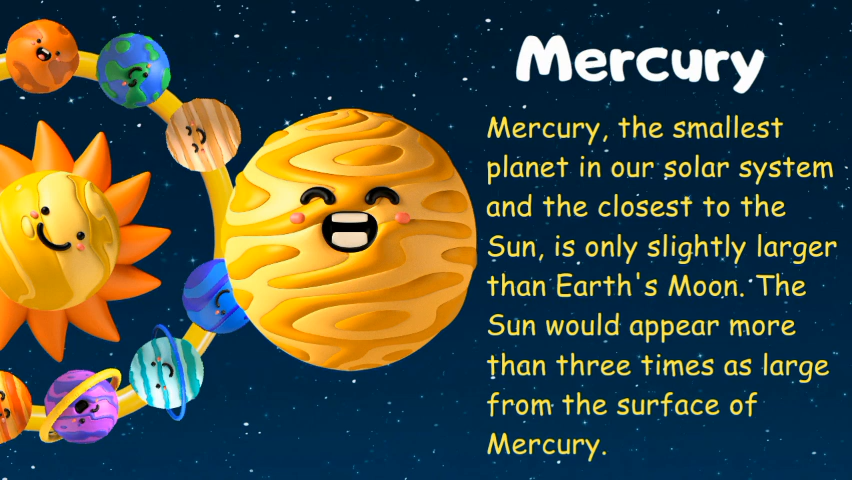 Mercury
Mercury, the smallest
planet in our solar system
and the closest to the
Sun, is only slightly larger
than Earth's Moon. The
Sun would appear more
than three times as large
from the surface of
Mercury.